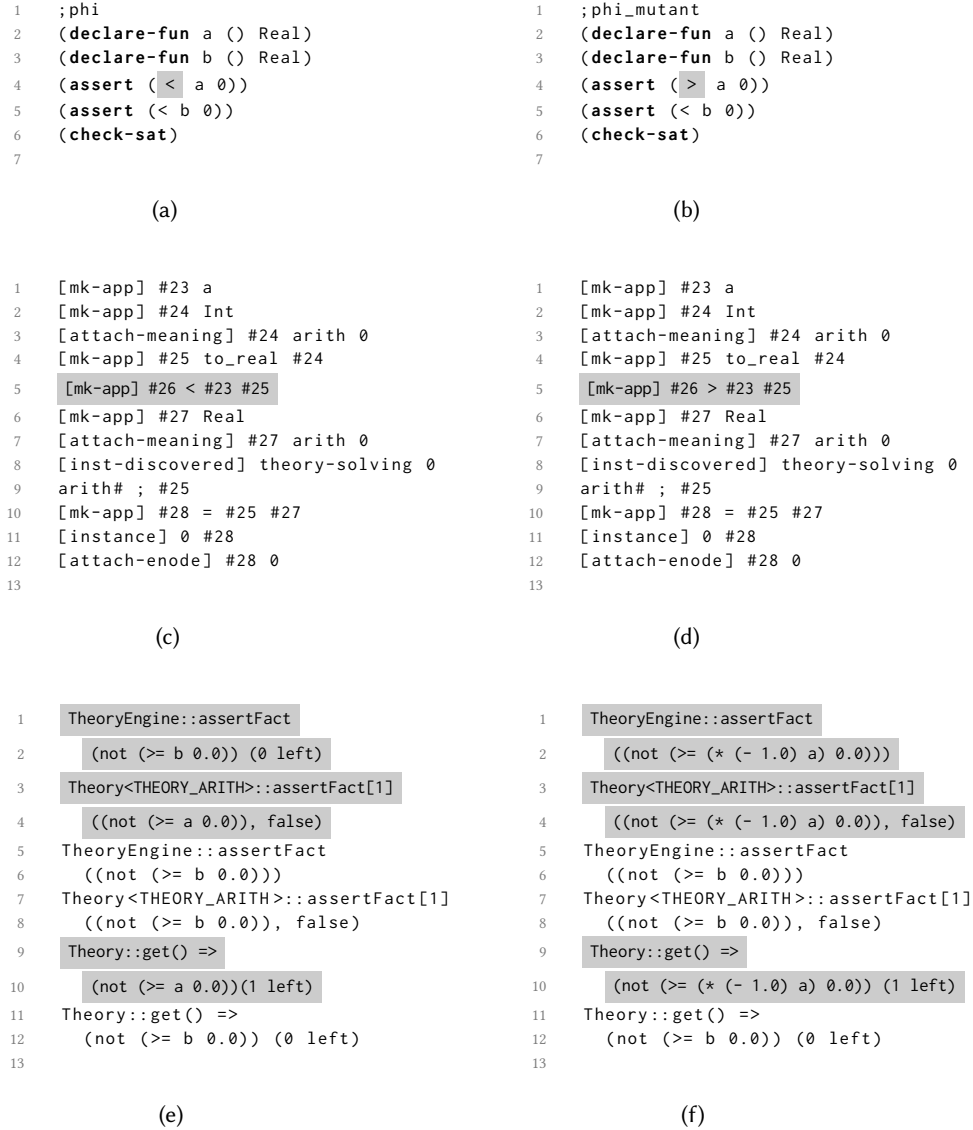 1 ;phi
2 (declare-fun a () Real)
3 (declare-fun b () Real)
4 (assert ( < a 0))
5 (assert (< b 0))
6 (check-sat)
7
(a)
1 ;phi_mutant
2 (declare-fun a () Real)
3 (declare-fun b () Real)
4 (assert ( > a 0))
5 (assert (< b 0))
6 (check-sat)
7
(b)
1 [mk-app] #23 a
2 [mk-app] #24 Int
3 [attach-meaning] #24 arith 0
4 [mk-app] #25 to_real #24
5 [mk-app] #26 < #23 #25
6 [mk-app] #27 Real
7 [attach-meaning] #27 arith 0
8 [inst-discovered] theory-solving 0
9 arith# ; #25
10 [mk-app] #28 = #25 #27
11 [instance] 0 #28
12 [attach-enode] #28 0
13
(c)
1 [mk-app] #23 a
2 [mk-app] #24 Int
3 [attach-meaning] #24 arith 0
4 [mk-app] #25 to_real #24
5 [mk-app] #26 > #23 #25
6 [mk-app] #27 Real
7 [attach-meaning] #27 arith 0
8 [inst-discovered] theory-solving 0
9 arith# ; #25
10 [mk-app] #28 = #25 #27
11 [instance] 0 #28
12 [attach-enode] #28 0
13
(d)
1 TheoryEngine::assertFact
2 (not (>= b 0.0)) (0 left)
3 Theory<THEORY_ARITH>::assertFact[1]
4 ((not (>= a 0.0)), false)
5 TheoryEngine::assertFact
6 ((not (>= b 0.0)))
7 Theory<THEORY_ARITH>::assertFact[1]
8 ((not (>= b 0.0)), false)
9 Theory::get() =>
10 (not (>= a 0.0))(1 left)
11 Theory::get() =>
12 (not (>= b 0.0)) (0 left)
13
(e)
1 TheoryEngine::assertFact
2 ((not (>= (* (- 1.0) a) 0.0)))
3 Theory<THEORY_ARITH>::assertFact[1]
4 ((not (>= (* (- 1.0) a) 0.0)), false)
5 TheoryEngine::assertFact
6 ((not (>= b 0.0)))
7 Theory<THEORY_ARITH>::assertFact[1]
8 ((not (>= b 0.0)), false)
9 Theory::get() =>
10 (not (>= (* (- 1.0) a) 0.0)) (1 left)
11 Theory::get() =>
12 (not (>= b 0.0)) (0 left)
13
(f)